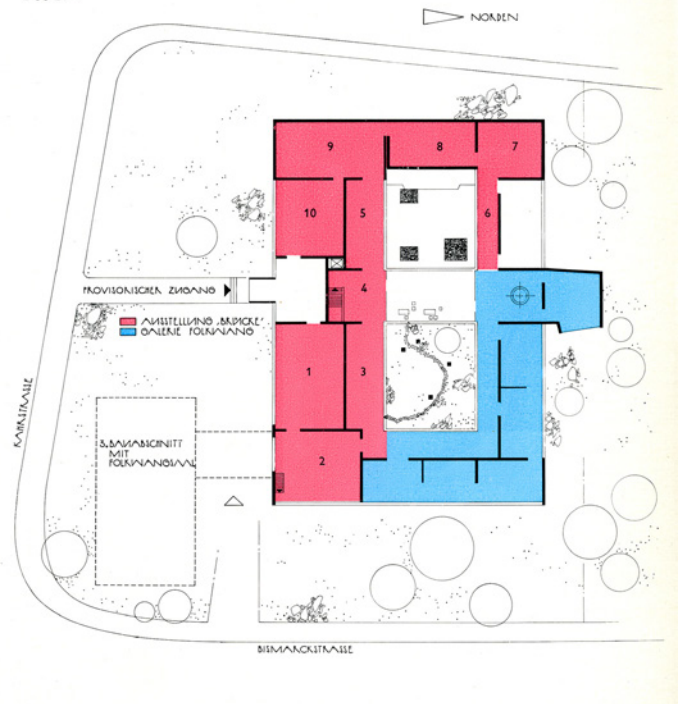 NORDEN
9
8
7
10
5
6
PROVISORISCHER ZUGANG
4
AUSSTELLUNG ‚BRÜCKE'
GALERIE FOLKWANG
1
3
KAHRSTRASSE
3. BAUABSCHNITT
MIT
FOLKWANGSAAL
2
BISMARCKSTRASSE